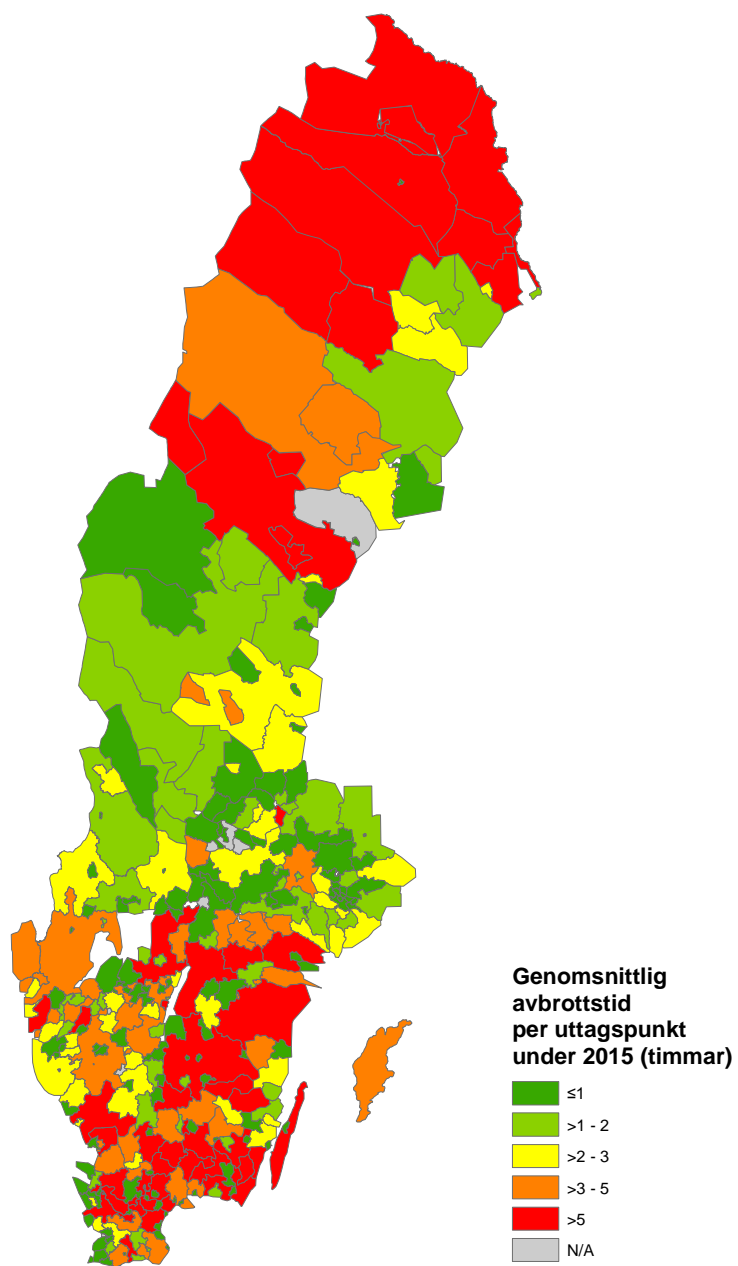 Genomsnittlig
avbrottstid
per uttagspunkt
under 2015 (timmar)
≤1
>1 - 2
>2 - 3
>3 - 5
>5
N/A